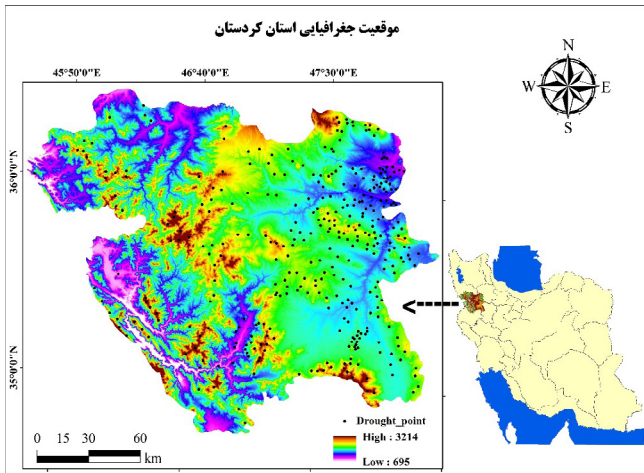 موقعیت جغرافیایی استان کردستان
45°50'0"E 46°40'0"E 47°30'0"E
N
W E
S
36°0'0"N
35°0'0"N
Drought_point
High : 3214
Low : 695
0 15 30 60
km